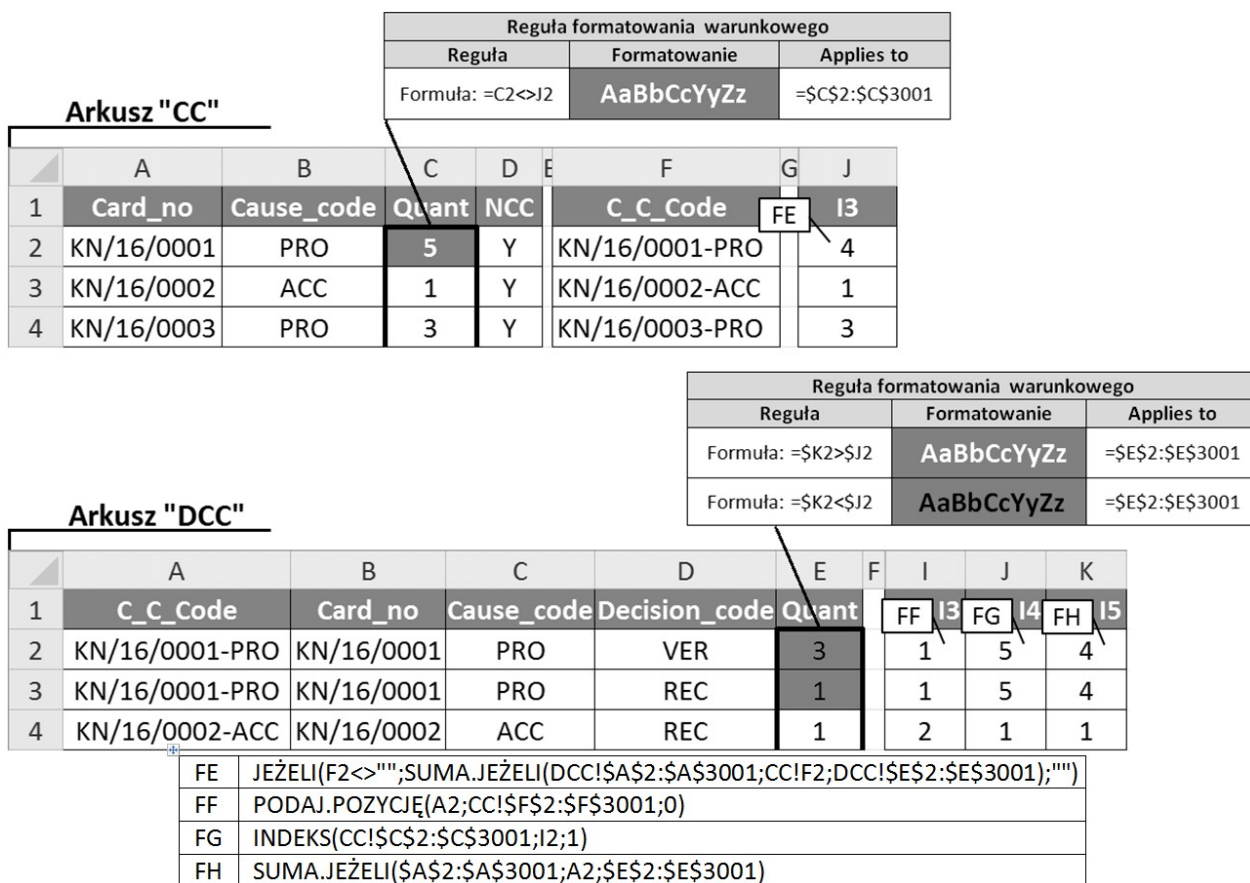 Reguła formatowania warunkowego
Reguła Formatowanie Applies to
Formuła: =C2<>J2 AaBbCcYyZz =$C$2:$C$3001
Arkusz "CC"
A B C D E F G J
1 Card_no Cause_code Quant NCC C_C_Code FE I3
2 KN/16/0001 PRO 5 Y KN/16/0001-PRO 4
3 KN/16/0002 ACC 1 Y KN/16/0002-ACC 1
4 KN/16/0003 PRO 3 Y KN/16/0003-PRO 3
Reguła formatowania warunkowego
Reguła Formatowanie Applies to
Formuła: =$K2>$J2 AaBbCcYyZz =$E$2:$E$3001
Formuła: =$K2<$J2 AaBbCcYyZz =$E$2:$E$3001
Arkusz "DCC"
A B C D E F I J K
1 C_C_Code Card_no Cause_code Decision_code Quant FF I3 FG I4 FH I5
2 KN/16/0001-PRO KN/16/0001 PRO VER 3 1 5 4
3 KN/16/0001-PRO KN/16/0001 PRO REC 1 1 5 4
4 KN/16/0002-ACC KN/16/0002 ACC REC 1 2 1 1
FE JEŻELI(F2<>"";SUMA.JEŻELI(DCC!$A$2:$A$3001;CC!F2;DCC!$E$2:$E$3001);"")
FF PODAJ.POZYCJĘ(A2;CC!$F$2:$F$3001;0)
FG INDEKS(CC!$C$2:$C$3001;I2;1)
FH SUMA.JEŻELI($A$2:$A$3001;A2;$E$2:$E$3001)